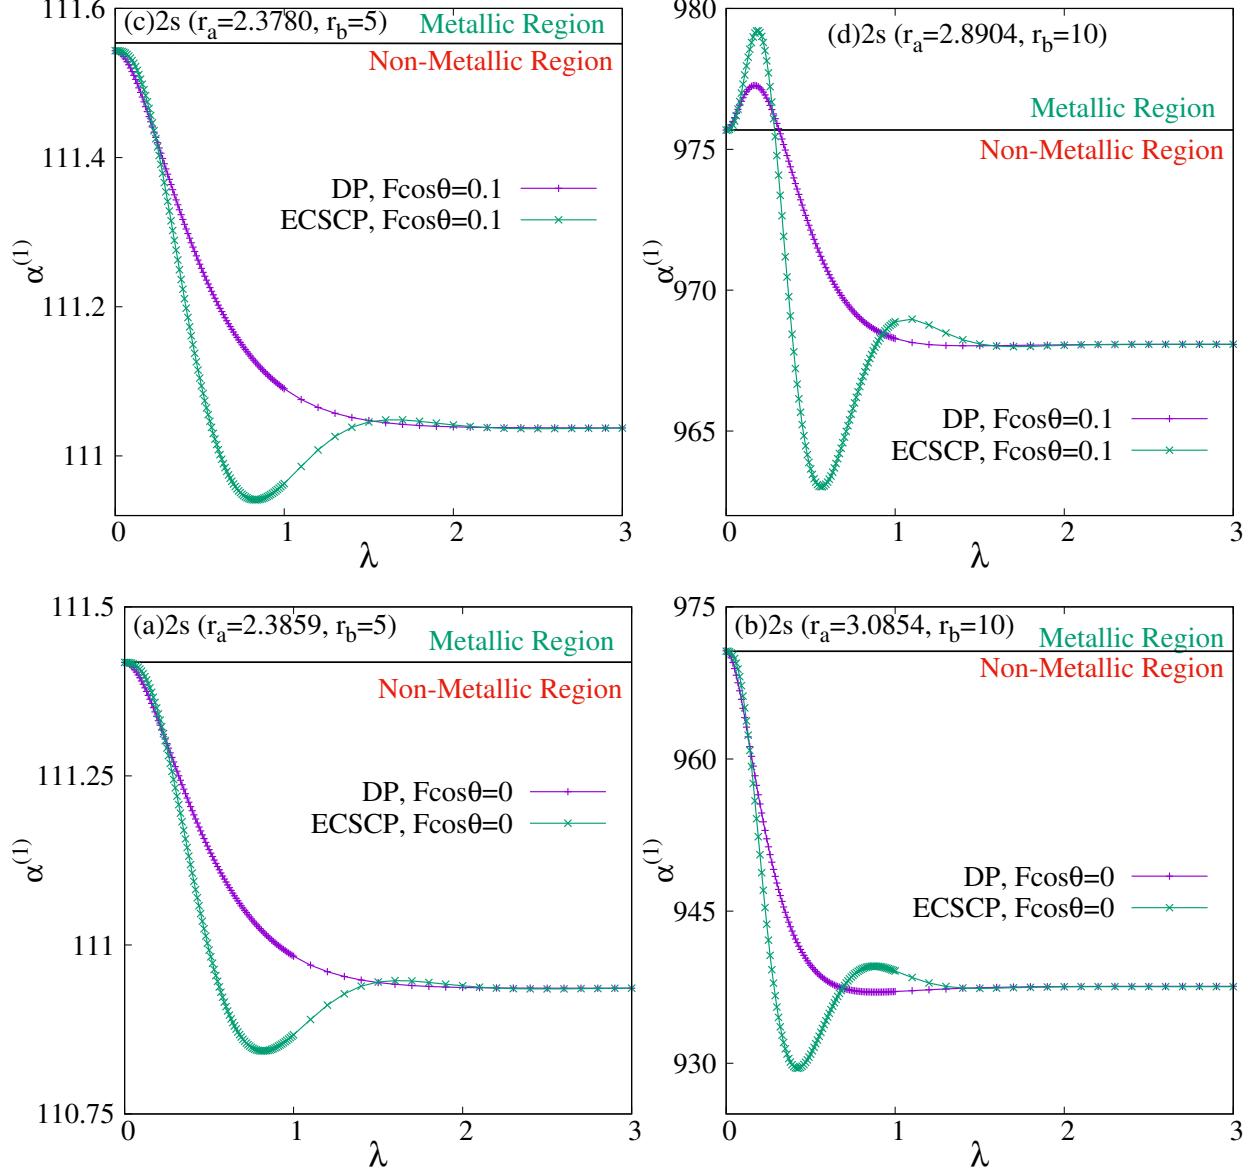 (c)2s (r_a=2.3780, r_b=5)
Metallic Region
Non-Metallic Region
DP, Fcosθ=0.1
ECSCP, Fcosθ=0.1
111.6
111.4
111.2
111
α^(1)
0 1 2 3
λ
(d)2s (r_a=2.8904, r_b=10)
Metallic Region
Non-Metallic Region
DP, Fcosθ=0.1
ECSCP, Fcosθ=0.1
980
975
970
965
α^(1)
0 1 2 3
λ
(a)2s (r_a=2.3859, r_b=5)
Metallic Region
Non-Metallic Region
DP, Fcosθ=0
ECSCP, Fcosθ=0
111.5
111.25
111
110.75
α^(1)
0 1 2 3
λ
(b)2s (r_a=3.0854, r_b=10)
Metallic Region
Non-Metallic Region
DP, Fcosθ=0
ECSCP, Fcosθ=0
975
960
945
930
α^(1)
0 1 2 3
λ